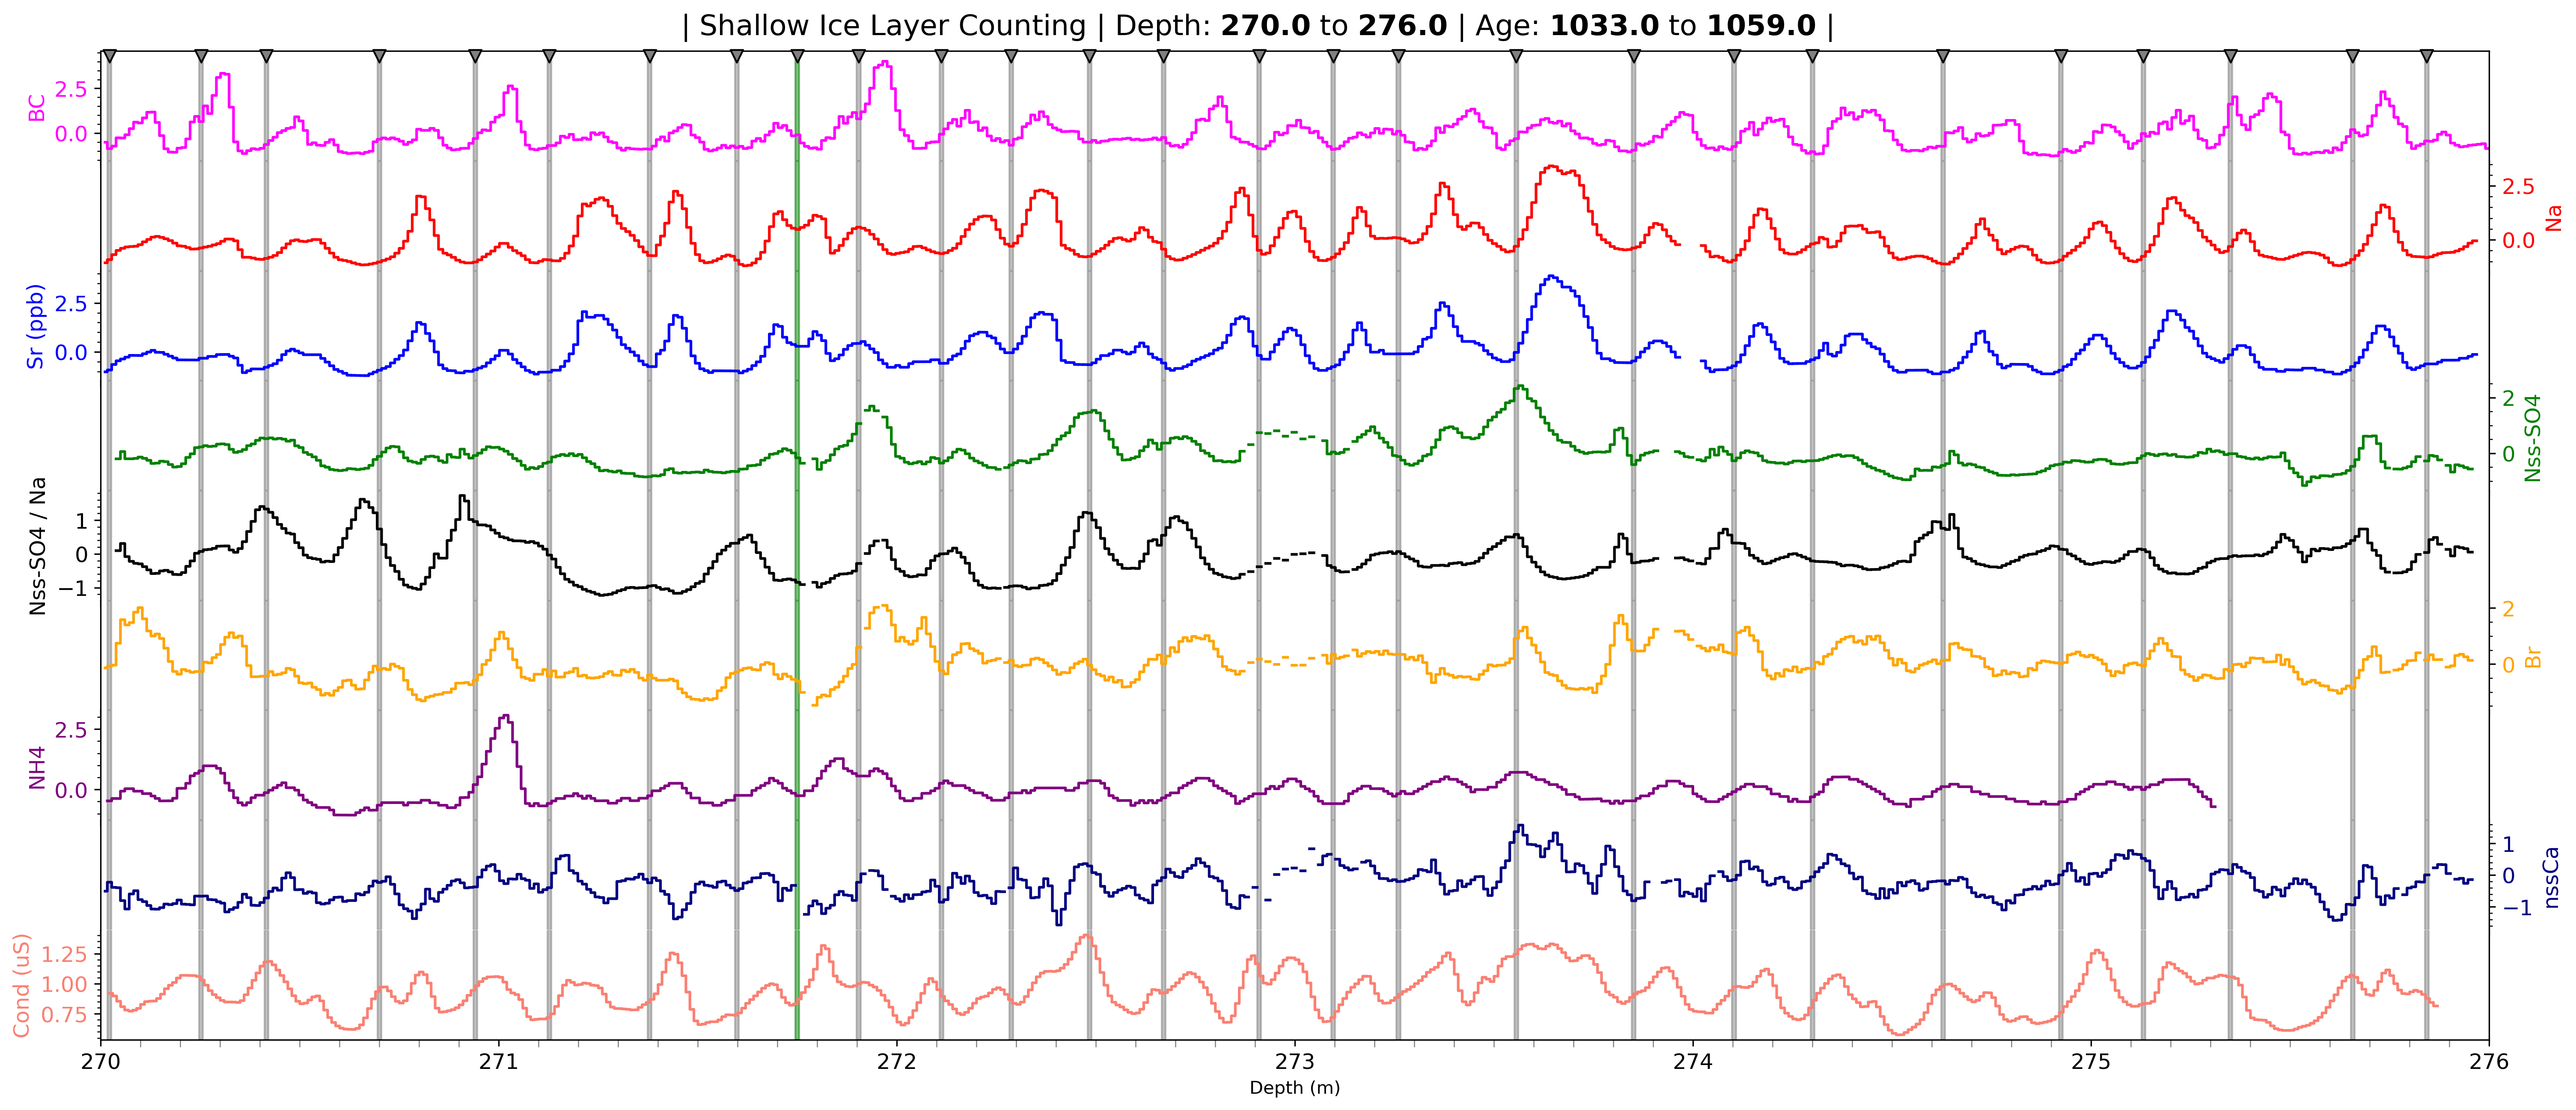 | Shallow Ice Layer Counting | Depth: 270.0 to 276.0 | Age: 1033.0 to 1059.0 |
BC
2.5
0.0
2.5
0.0
Na
Sr (ppb)
2.5
0.0
2
0
Nss-SO4
Nss-SO4 / Na
1
0
−1
2
0
Br
NH4
2.5
0.0
1
0
−1
nssCa
Cond (uS)
1.25
1.00
0.75
270 271 272 273 274 275 276
Depth (m)